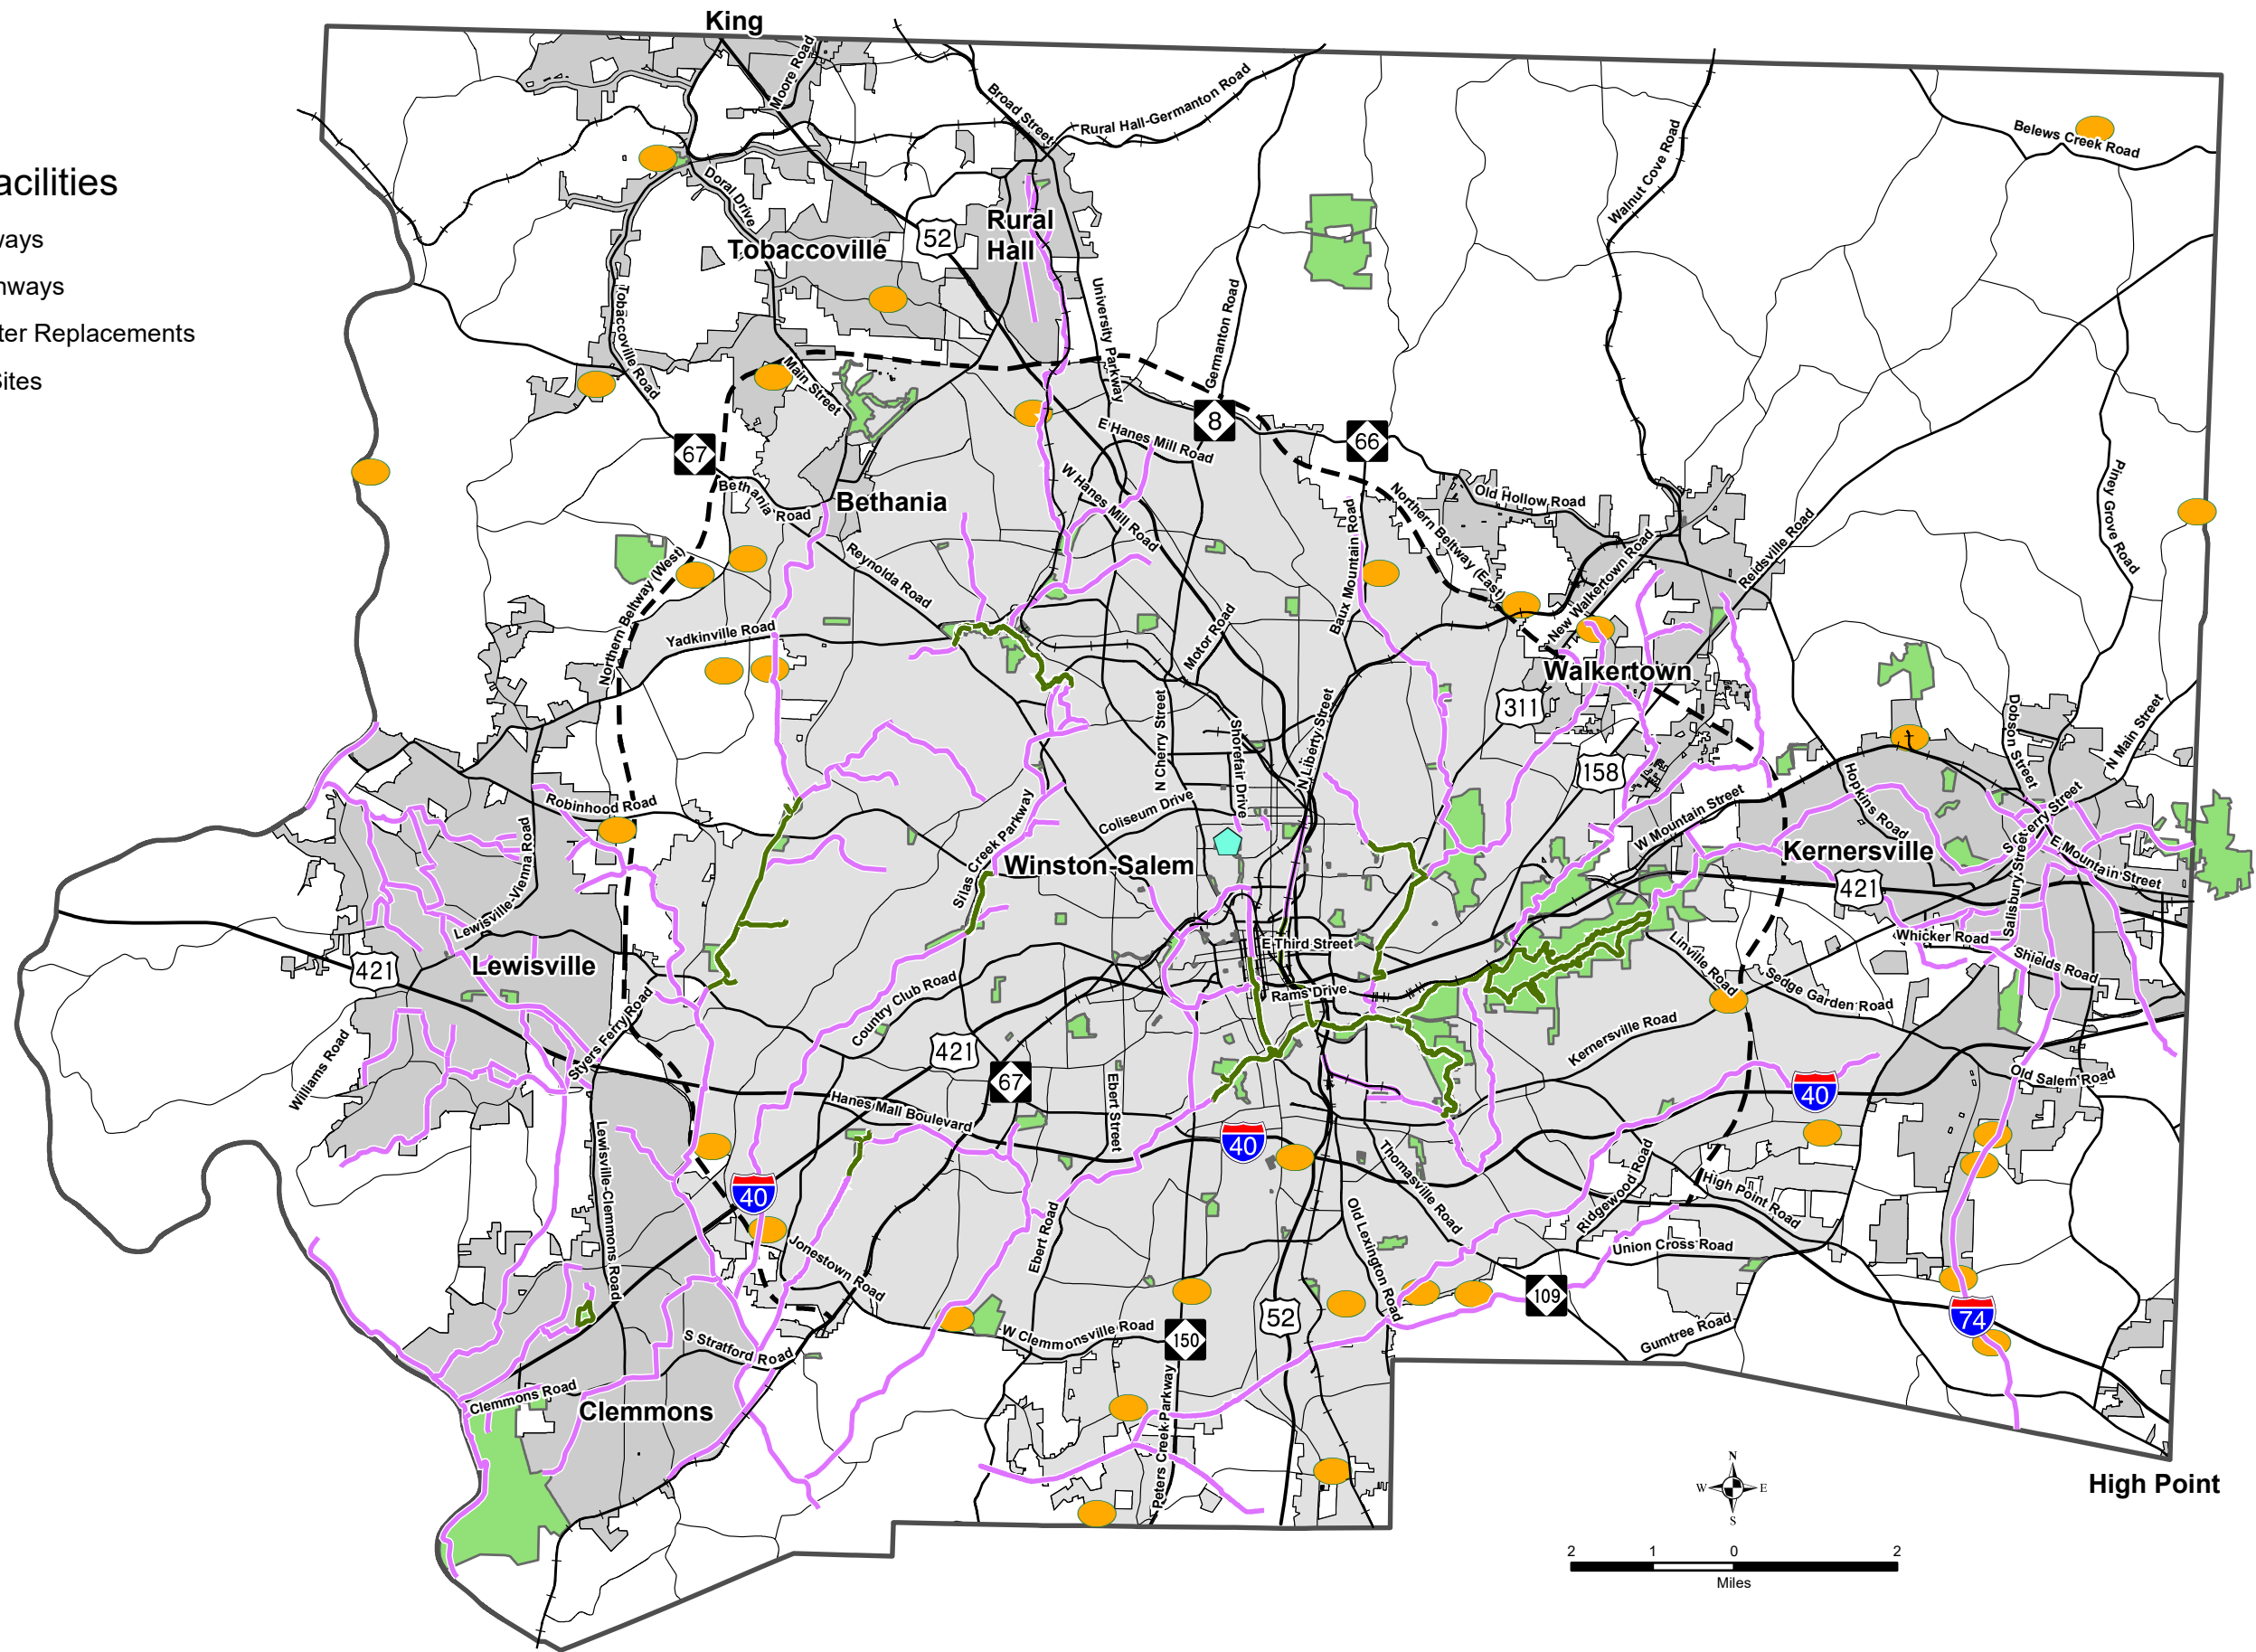 King
Moore Road
Broad Street
Rural Hall-Germanton Road
Belews Creek Road
acilities
ways
nways
ter Replacements
Sites
Doral Drive
Walnut Cove Road
Rural
Hall
Tobaccoville
52
Tobaccoville Road
University Parkway
Germanton Road
Main Street
8
66
67
E Hanes Mill Road
Bethania Road
Bethania
W Hanes Mill Road
Old Hollow Road
Northern Beltway (East)
Piney Grove Road
Baux Mountain Road
Reidsville Road
Reynolda Road
New Walkertown Road
Northern Beltway (West)
Yadkinville Road
Motor Road
Walkertown
311
158
N Cherry Street
Shorefair Drive
N Liberty Street
Dobson Street
N Main Street
Robinhood Road
Coliseum Drive
W Mountain Street
Hopkins Road
S Cherry Street
Silas Creek Parkway
Winston-Salem
Kernersville
E Mountain Street
421
Lewisville-Vienna Road
Salisbury Street
Whicker Road
Shields Road
E Third Street
Lewisville
421
Linville Road
Sedge Garden Road
Rams Drive
Country Club Road
Styers Ferry Road
Williams Road
Kernersville Road
421
67
Old Salem Road
40
Hanes Mall Boulevard
Ebert Street
40
Thomasville Road
Lewisville-Clemmons Road
40
Ridgewood Road
High Point Road
Union Cross Road
Ebert Road
Old Lexington Road
Jonestown Road
109
52
74
W Clemmonsville Road
150
Gumtree Road
S Stratford Road
Clemmons Road
Clemmons
Peters Creek Parkway
High Point
N
W
E
S
2 1 0 2
Miles